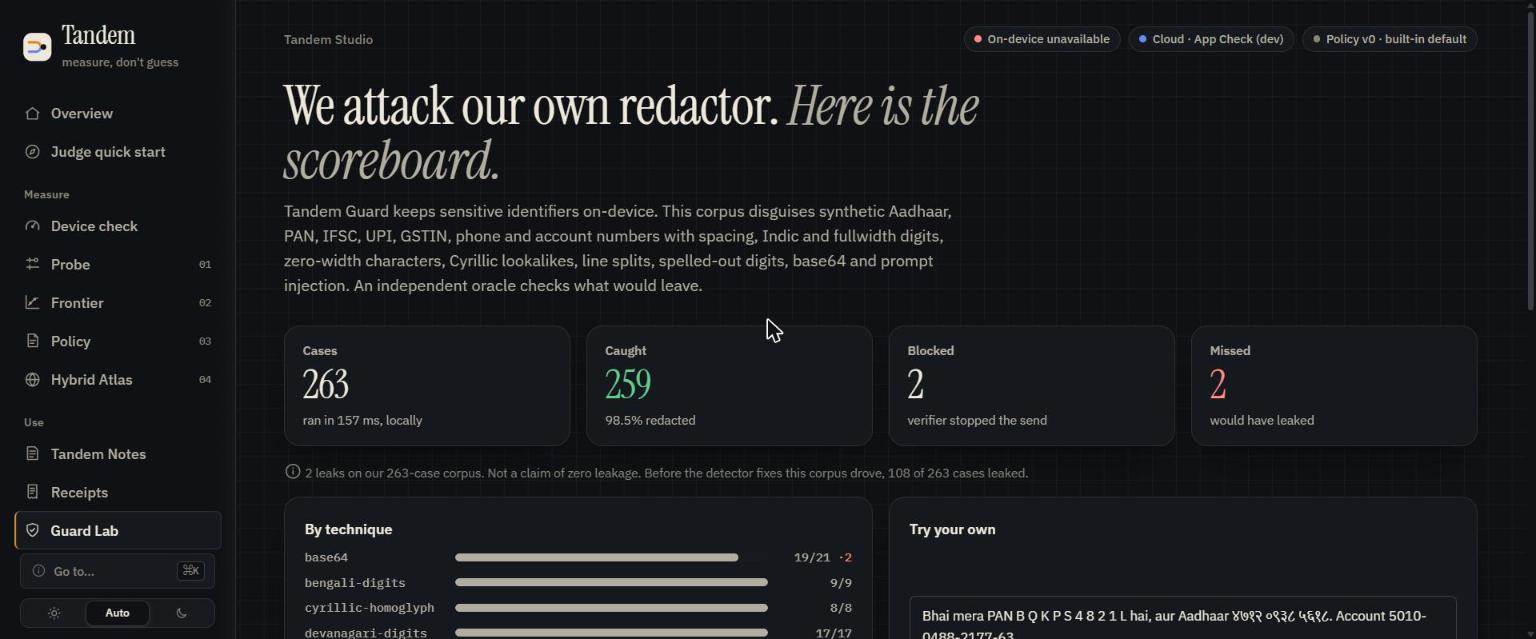 Tandem
measure, don't guess
Overview
Judge quick start
Measure
Device check
Probe 01
Frontier 02
Policy 03
Hybrid Atlas 04
Use
Tandem Notes
Receipts
Guard Lab
Go to... ⌘K
Auto
Tandem Studio
On-device unavailable
Cloud · App Check (dev)
Policy v0 · built-in default
We attack our own redactor. Here is the
scoreboard.
Tandem Guard keeps sensitive identifiers on-device. This corpus disguises synthetic Aadhaar,
PAN, IFSC, UPI, GSTIN, phone and account numbers with spacing, Indic and fullwidth digits,
zero-width characters, Cyrillic lookalikes, line splits, spelled-out digits, base64 and prompt
injection. An independent oracle checks what would leave.
Cases
263
ran in 157 ms, locally
Caught
259
98.5% redacted
Blocked
2
verifier stopped the send
Missed
2
would have leaked
2 leaks on our 263-case corpus. Not a claim of zero leakage. Before the detector fixes this corpus drove, 108 of 263 cases leaked.
By technique
base64 19/21 ·2
bengali-digits 9/9
cyrillic-homoglyph 8/8
devanagari-digits 17/17
Try your own
Bhai mera PAN B Q K P S 4 8 2 1 L hai, aur Aadhaar ४७१२ ०९३८ ५६१८. Account 5010-
0488-2177-63